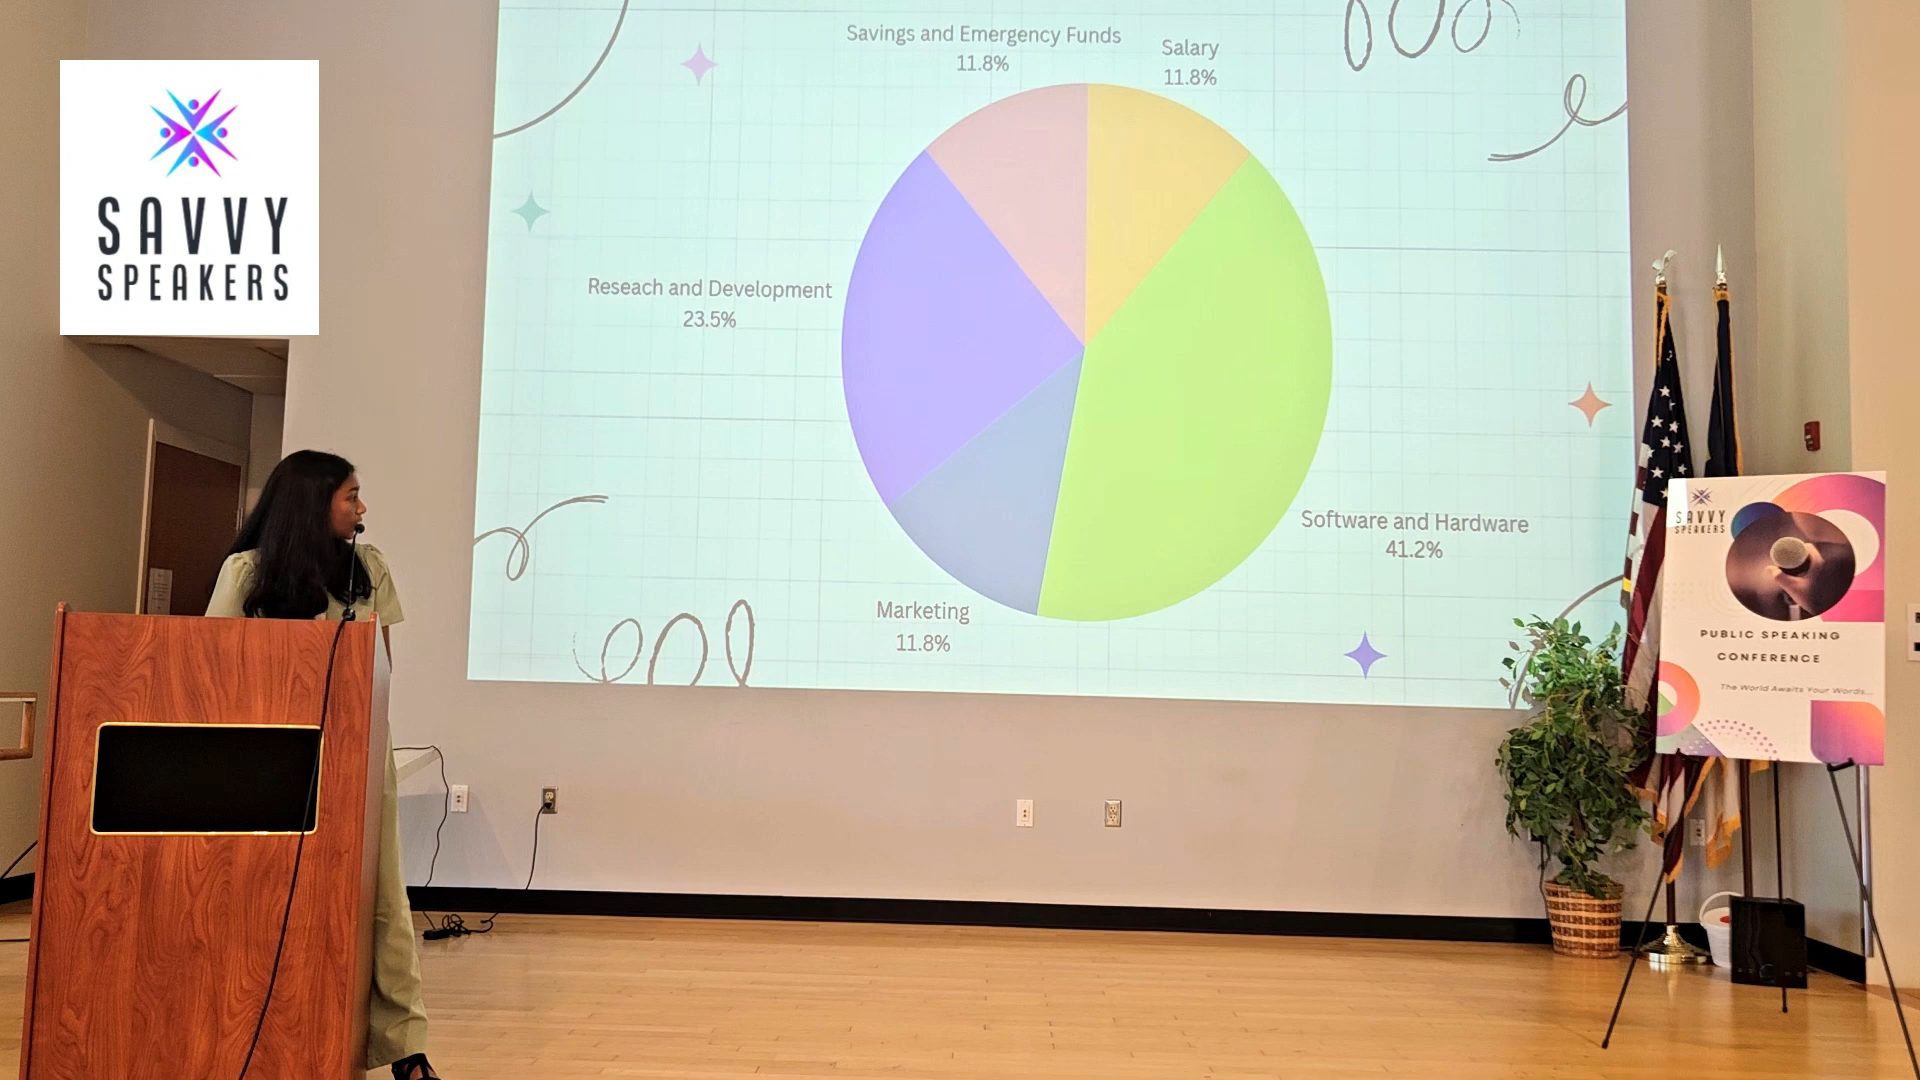 SAVVY
SPEAKERS
Savings and Emergency Funds
11.8%
Salary
11.8%
Reseach and Development
23.5%
Software and Hardware
41.2%
Marketing
11.8%
SAVVY
SPEAKERS
PUBLIC SPEAKING
CONFERENCE
The World Awaits Your Words...